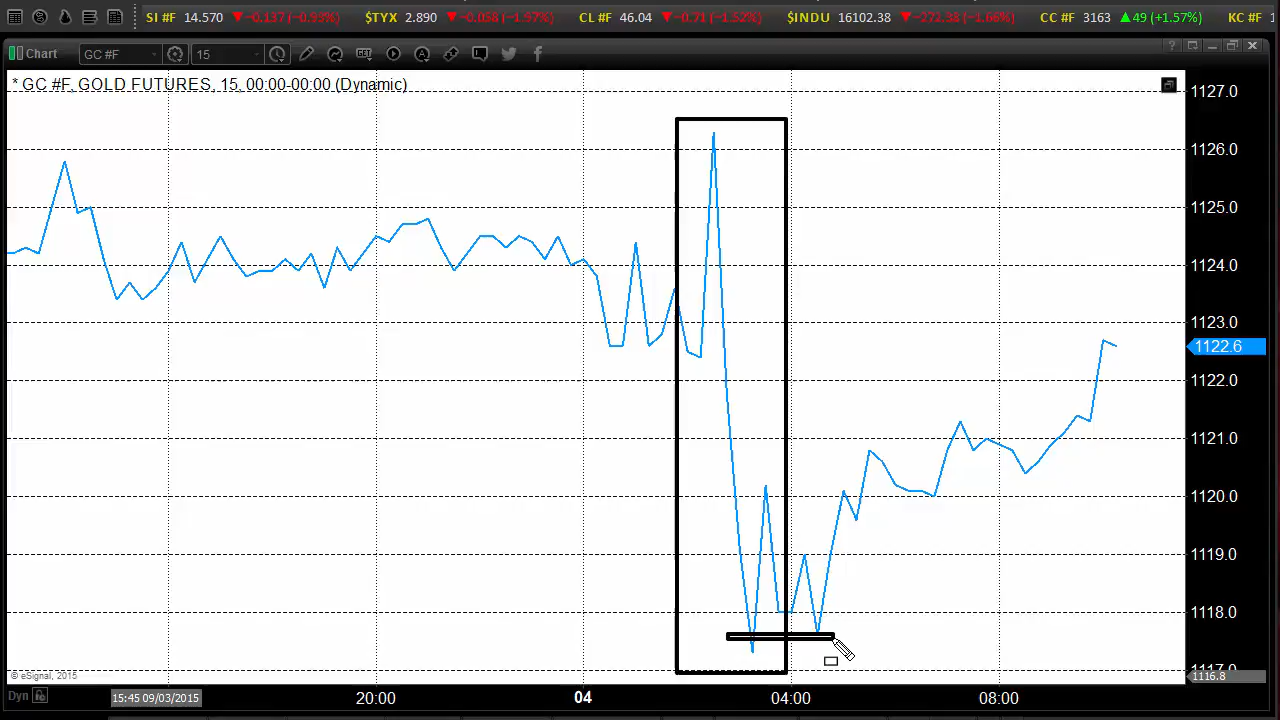 SI #F 14.570 ▼−0.137 (−0.93%) $TYX 2.890 ▼−0.058 (−1.97%) CL #F 46.04 ▼−0.71 (−1.52%) $INDU 16102.38 ▼−272.38 (−1.66%) CC #F 3163 ▲49 (+1.57%) KC #F
Chart GC #F 15 GET A
* GC #F, GOLD FUTURES, 15, 00:00-00:00 (Dynamic)
1127.0
1126.0
1125.0
1124.0
1123.0
1122.6
1122.0
1121.0
1120.0
1119.0
1118.0
1117.0
© eSignal, 2015
1116.8
Dyn 15:45 09/03/2015 20:00 04 04:00 08:00